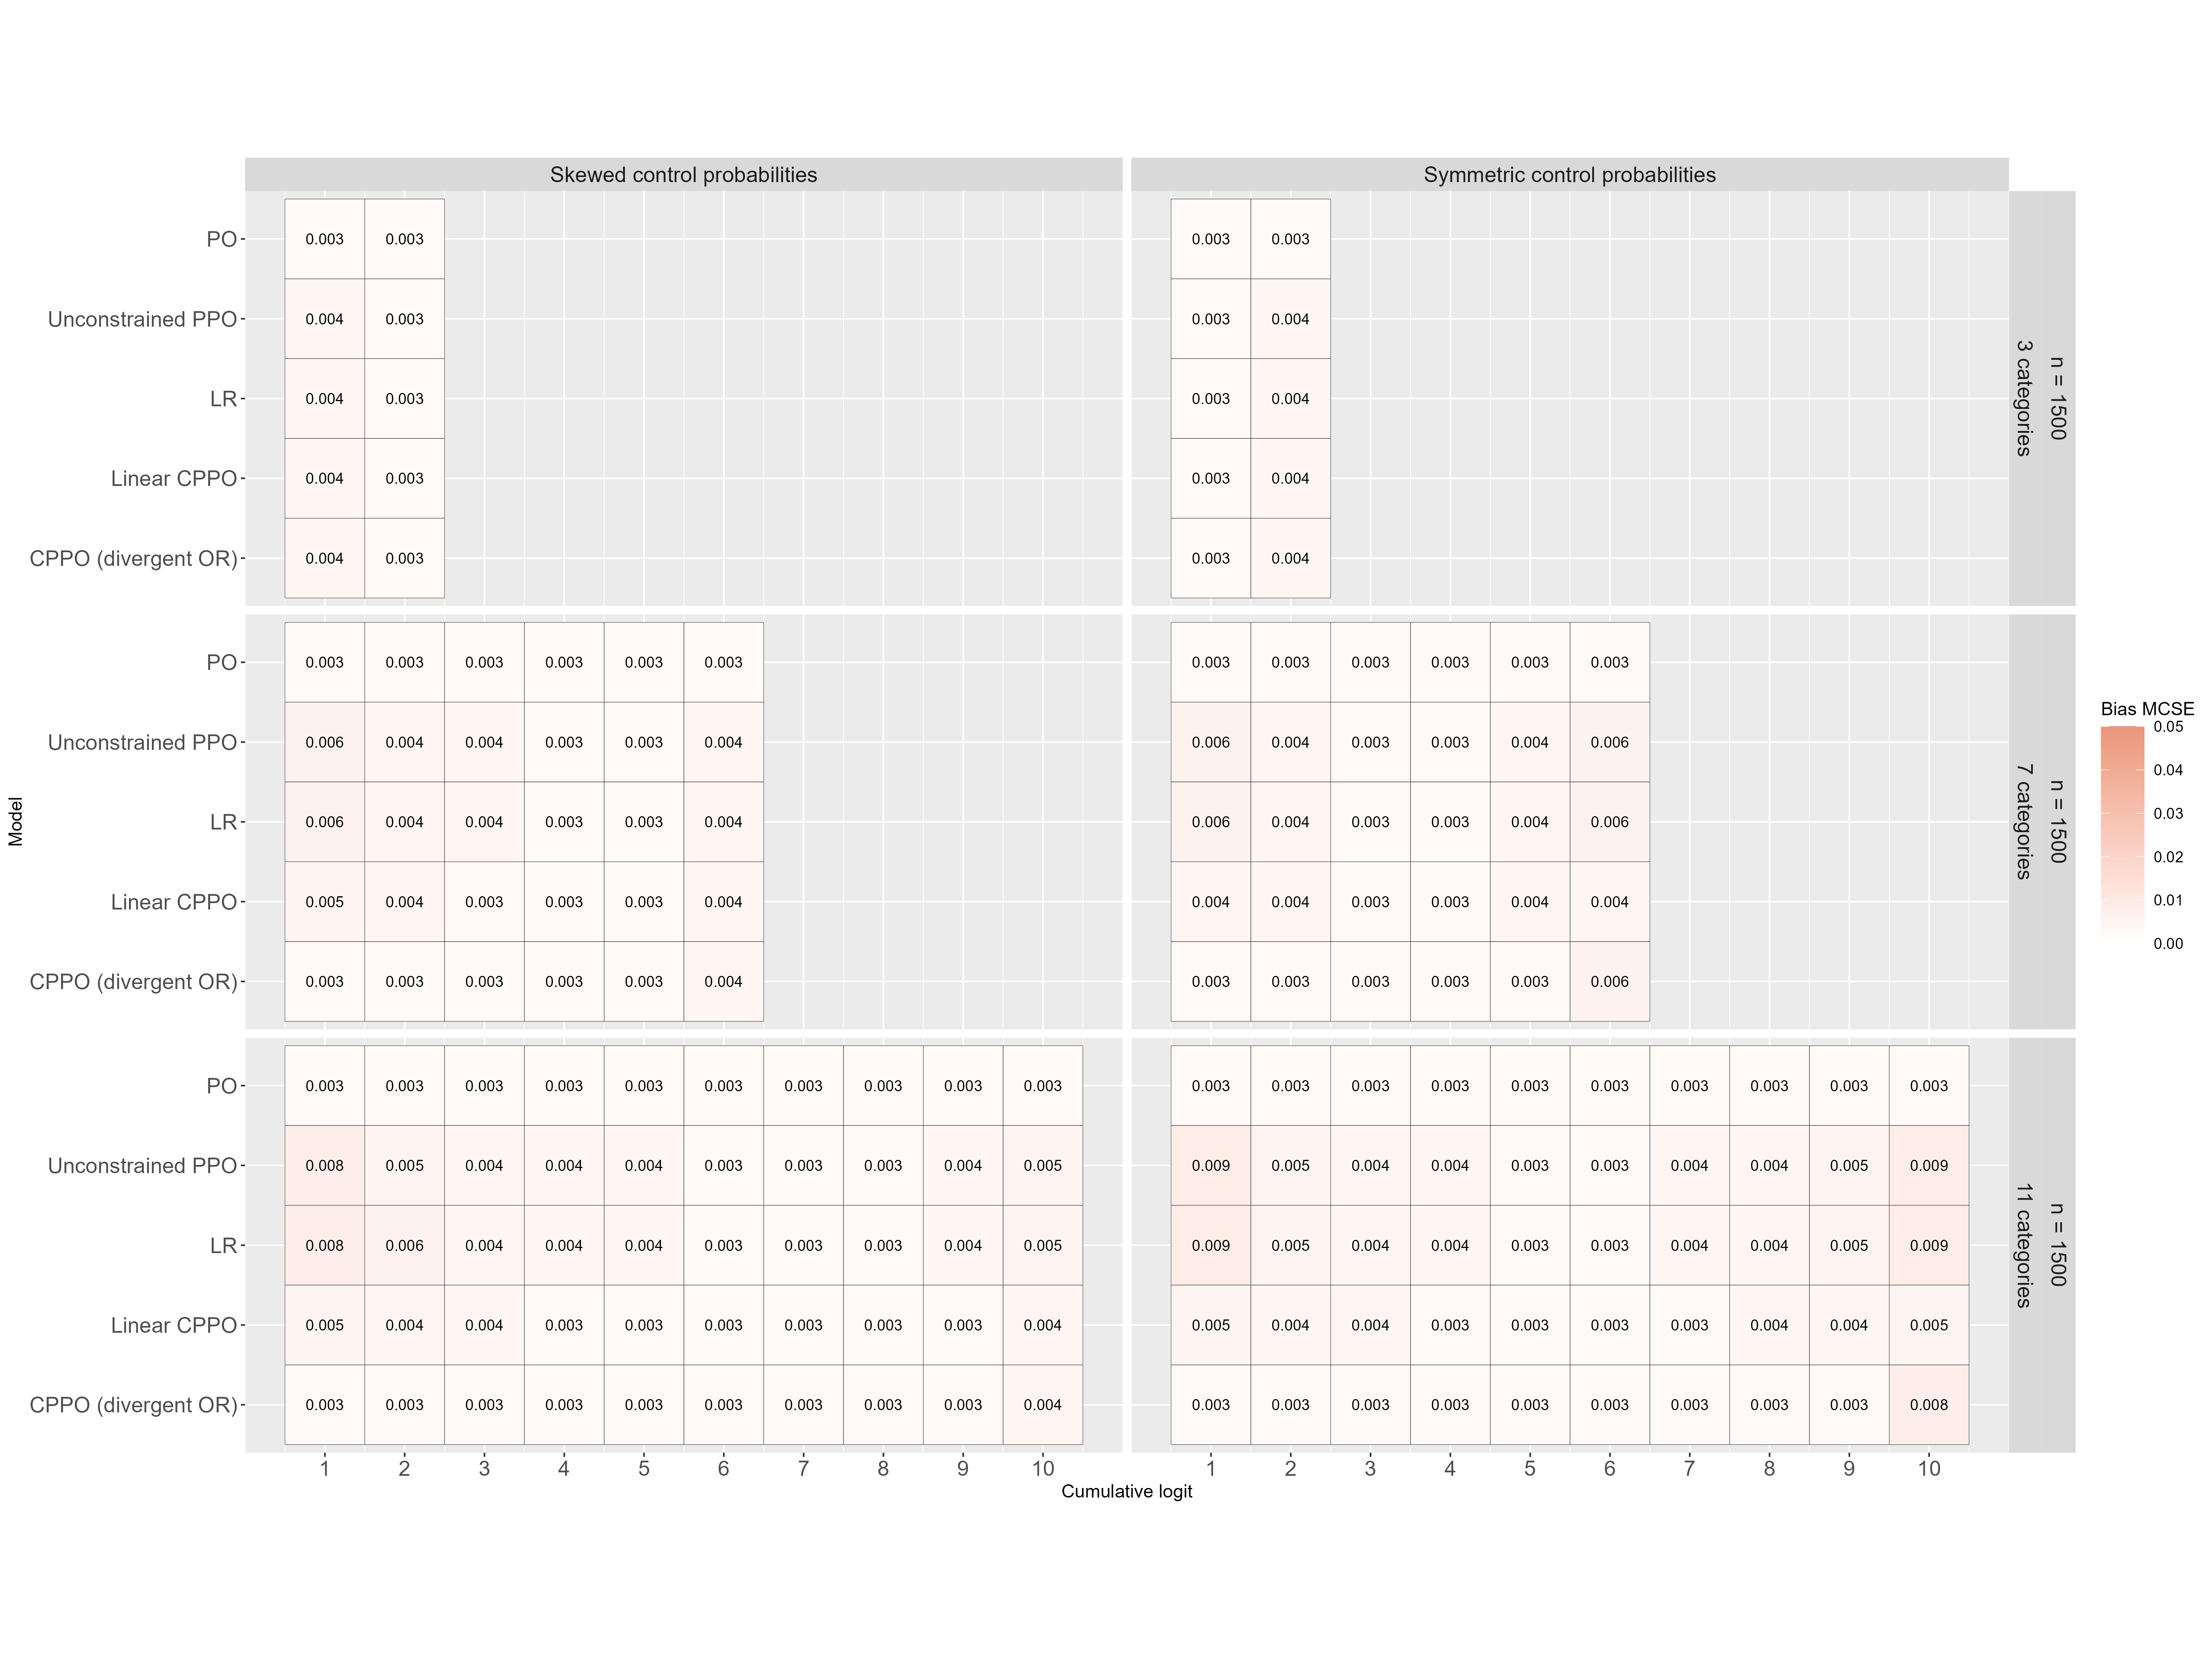 Skewed control probabilities
Symmetric control probabilities
Model
PO 0.003 0.003 0.003 0.003
Unconstrained PPO 0.004 0.003 0.003 0.004
LR 0.004 0.003 0.003 0.004
Linear CPPO 0.004 0.003 0.003 0.004
CPPO (divergent OR) 0.004 0.003 0.003 0.004
n = 1500
3 categories
PO 0.003 0.003 0.003 0.003 0.003 0.003 0.003 0.003 0.003 0.003 0.003 0.003
Unconstrained PPO 0.006 0.004 0.004 0.003 0.003 0.004 0.006 0.004 0.003 0.003 0.004 0.006
LR 0.006 0.004 0.004 0.003 0.003 0.004 0.006 0.004 0.003 0.003 0.004 0.006
Linear CPPO 0.005 0.004 0.003 0.003 0.003 0.004 0.004 0.004 0.003 0.003 0.004 0.004
CPPO (divergent OR) 0.003 0.003 0.003 0.003 0.003 0.004 0.003 0.003 0.003 0.003 0.003 0.006
n = 1500
7 categories
PO 0.003 0.003 0.003 0.003 0.003 0.003 0.003 0.003 0.003 0.003 0.003 0.003 0.003 0.003 0.003 0.003 0.003 0.003 0.003 0.003
Unconstrained PPO 0.008 0.005 0.004 0.004 0.004 0.003 0.003 0.003 0.004 0.005 0.009 0.005 0.004 0.004 0.003 0.003 0.004 0.004 0.005 0.009
LR 0.008 0.006 0.004 0.004 0.004 0.003 0.003 0.003 0.004 0.005 0.009 0.005 0.004 0.004 0.003 0.003 0.004 0.004 0.005 0.009
Linear CPPO 0.005 0.004 0.004 0.003 0.003 0.003 0.003 0.003 0.003 0.004 0.005 0.004 0.004 0.003 0.003 0.003 0.003 0.004 0.004 0.005
CPPO (divergent OR) 0.003 0.003 0.003 0.003 0.003 0.003 0.003 0.003 0.003 0.004 0.003 0.003 0.003 0.003 0.003 0.003 0.003 0.003 0.003 0.008
n = 1500
11 categories
1 2 3 4 5 6 7 8 9 10 1 2 3 4 5 6 7 8 9 10
Cumulative logit
Bias MCSE
0.05
0.04
0.03
0.02
0.01
0.00